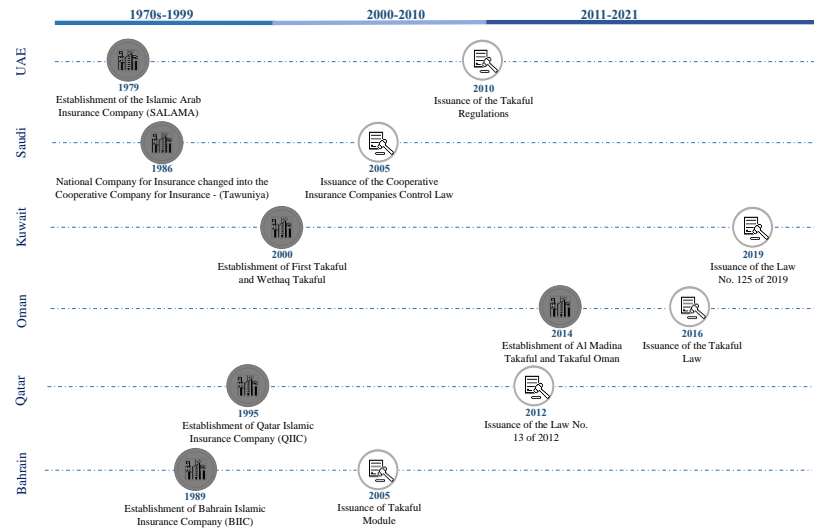 1970s-1999
2000-2010
2011-2021
UAE
1979
Establishment of the Islamic Arab
Insurance Company (SALAMA)
2010
Issuance of the Takaful
Regulations
Saudi
1986
National Company for Insurance changed into the
Cooperative Company for Insurance - (Tawuniya)
2005
Issuance of the Cooperative
Insurance Companies Control Law
Kuwait
2000
Establishment of First Takaful
and Wethaq Takaful
2019
Issuance of the Law
No. 125 of 2019
Oman
2014
Establishment of Al Madina
Takaful and Takaful Oman
2016
Issuance of the Takaful
Law
Qatar
1995
Establishment of Qatar Islamic
Insurance Company (QIIC)
2012
Issuance of the Law No.
13 of 2012
Bahrain
1989
Establishment of Bahrain Islamic
Insurance Company (BIIC)
2005
Issuance of Takaful
Module